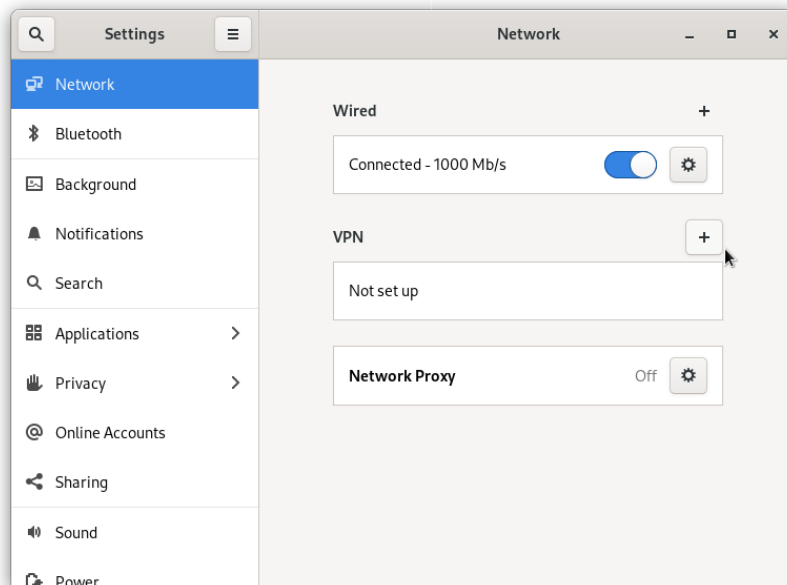 Settings
Network
Network
Bluetooth
Background
Notifications
Search
Applications
Privacy
Online Accounts
Sharing
Sound
Power
Wired
Connected - 1000 Mb/s
VPN
Not set up
Network Proxy Off